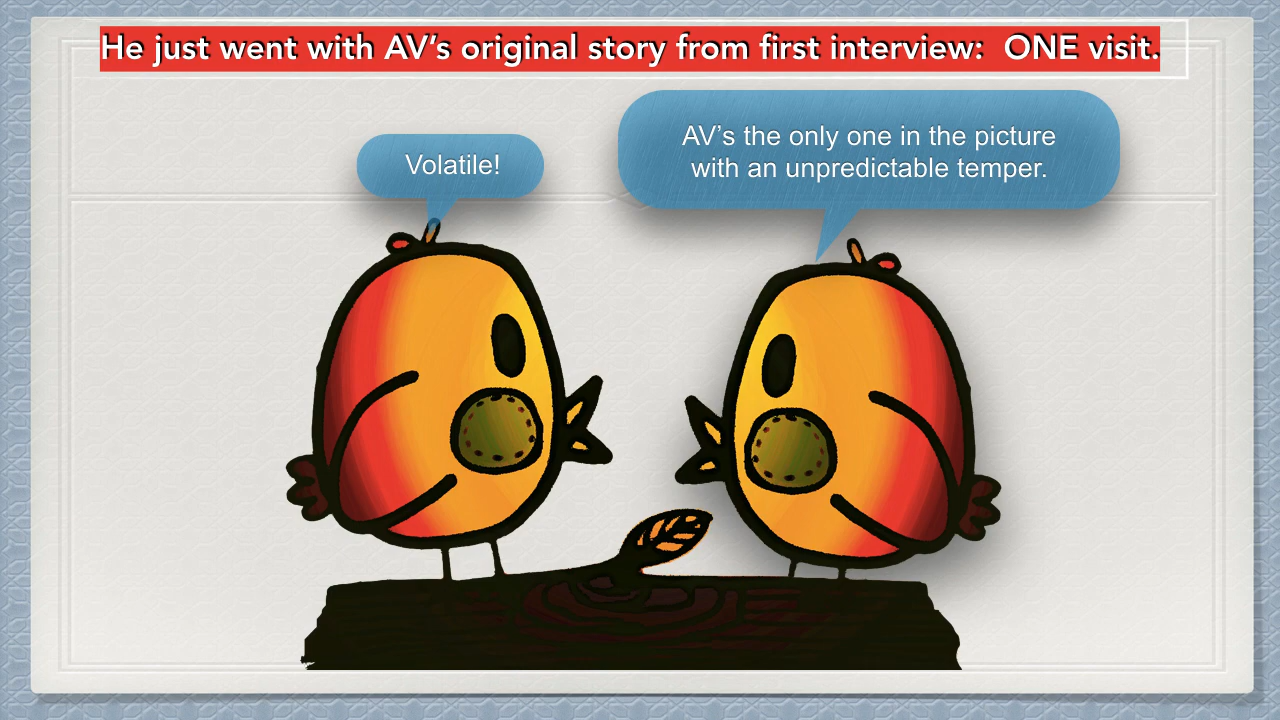 He just went with AV’s original story from first interview:  ONE visit.
Volatile!
AV’s the only one in the picture
with an unpredictable temper.